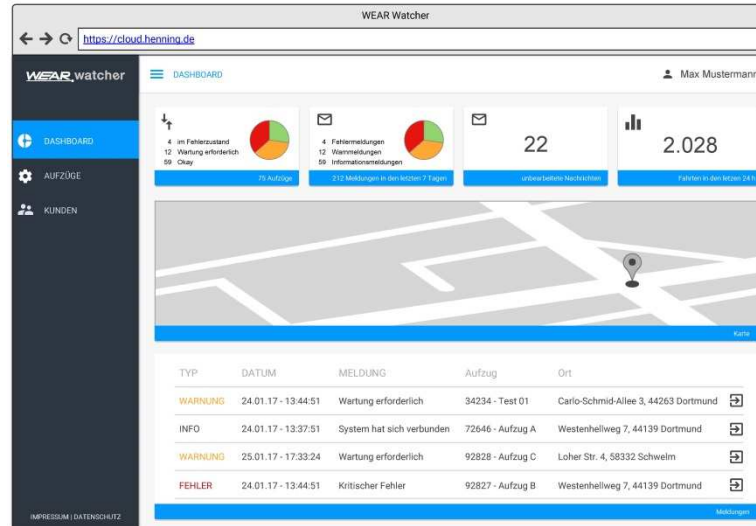 WEAR Watcher
https://cloud.henning.de
WEAR watcher
DASHBOARD
Max Mustermann
DASHBOARD
AUFZÜGE
KUNDEN
4 im Fehlerzustand
12 Wartung erforderlich
59 Okay
75 Aufzüge
4 Fehlermeldungen
12 Warnmeldungen
59 Informationsmeldungen
212 Meldungen in den letzten 7 Tagen
22
unbearbeitete Nachrichten
2.028
Fahrten in den letzen 24 h
Karte
TYP DATUM MELDUNG Aufzug Ort
WARNUNG 24.01.17 - 13:44:51 Wartung erforderlich 34234 - Test 01 Carlo-Schmid-Allee 3, 44263 Dortmund
INFO 24.01.17 - 13:37:51 System hat sich verbunden 72646 - Aufzug A Westenhellweg 7, 44139 Dortmund
WARNUNG 25.01.17 - 17:33:24 Wartung erforderlich 92828 - Aufzug C Loher Str. 4, 58332 Schwelm
FEHLER 24.01.17 - 13:44:51 Kritischer Fehler 92827 - Aufzug B Westenhellweg 7, 44139 Dortmund
Meldungen
IMPRESSUM | DATENSCHUTZ